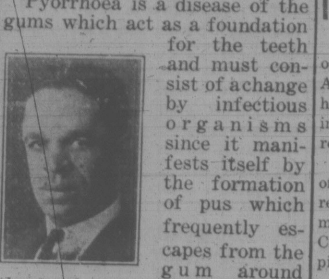 Pyorrhoea is a disease of the
gums which act as a foundation
for the teeth
and must con-
sist of achange
by infectious
organisms
since it mani-
fests itself by
the formation
of pus which
frequently es-
capes from the
gum around